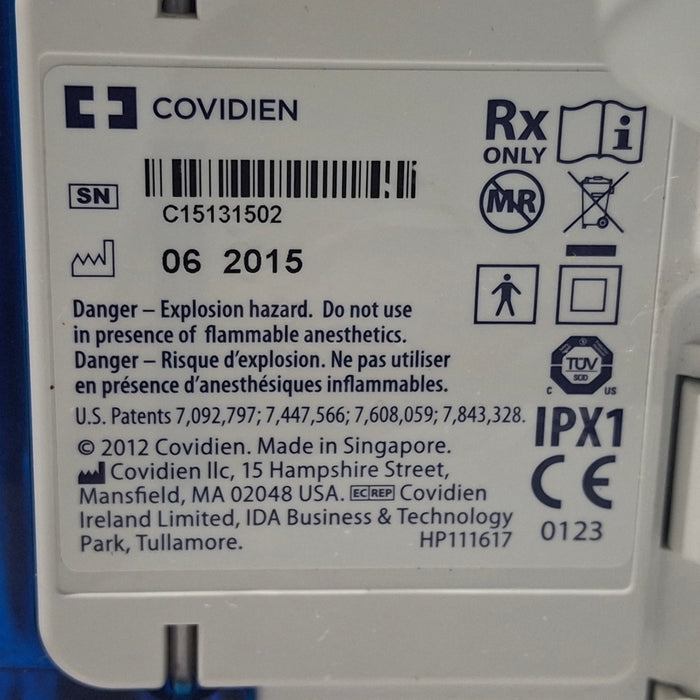 COVIDIEN
Rx
ONLY
i
SN
C15131502
MR
06 2015
Danger – Explosion hazard. Do not use
in presence of flammable anesthetics.
Danger – Risque d'explosion. Ne pas utiliser
en présence d'anesthésiques inflammables.
TÜV
SÜD
C US
U.S. Patents 7,092,797; 7,447,566; 7,608,059; 7,843,328.
IPX1
© 2012 Covidien. Made in Singapore.
Covidien llc, 15 Hampshire Street,
Mansfield, MA 02048 USA. EC REP Covidien
Ireland Limited, IDA Business & Technology
Park, Tullamore. HP111617
CE
0123